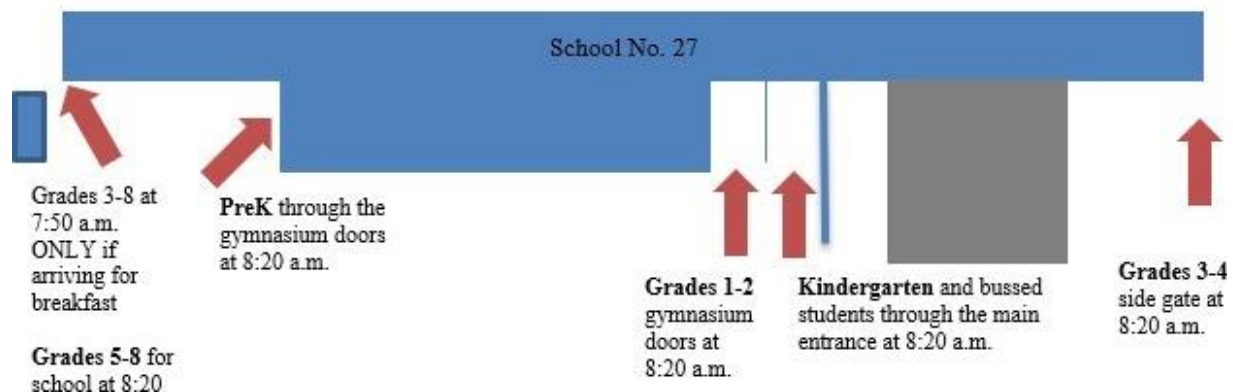 School No. 27
Grades 3-8 at
7:50 a.m.
ONLY if
arriving for
breakfast
Grades 5-8 for
school at 8:20
PreK through the
gymnasium doors
at 8:20 a.m.
Grades 1-2
gymnasium
doors at
8:20 a.m.
Kindergarten and bussed
students through the main
entrance at 8:20 a.m.
Grades 3-4
side gate at
8:20 a.m.